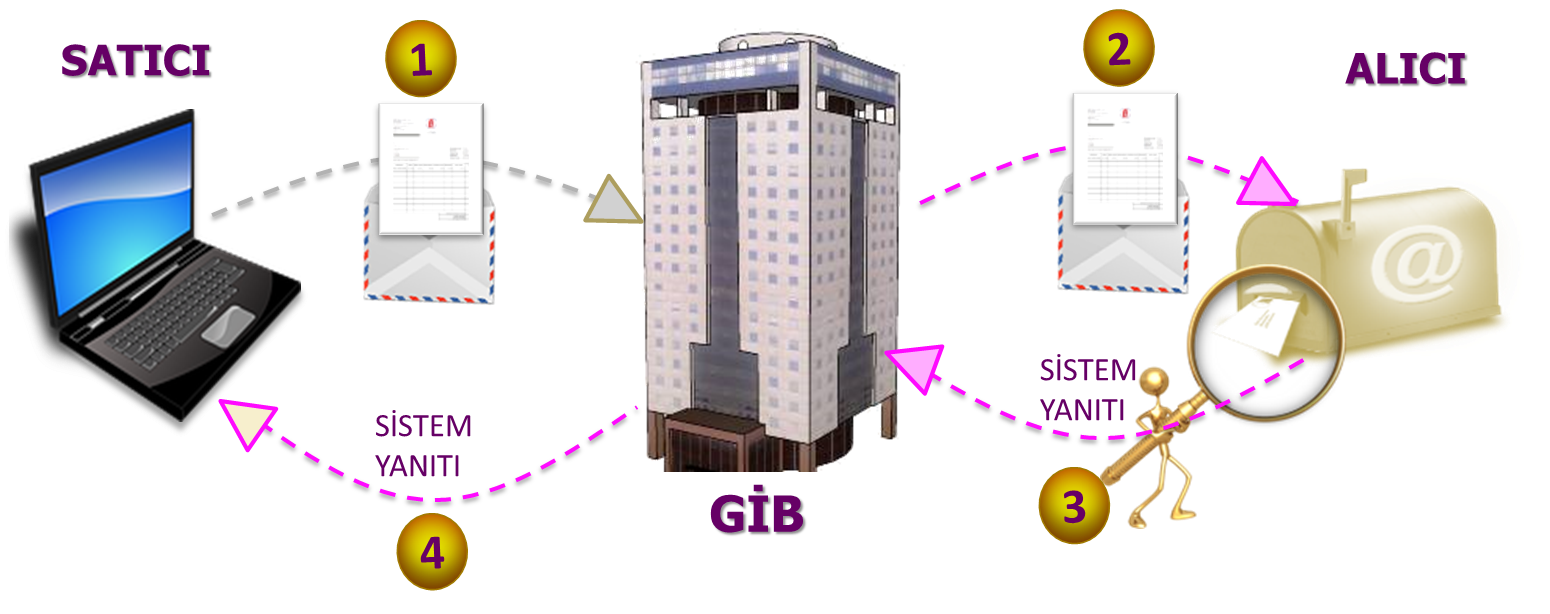 SATICI
1
2
ALICI
@
SİSTEM
YANITI
SİSTEM
YANITI
GİB
3
4